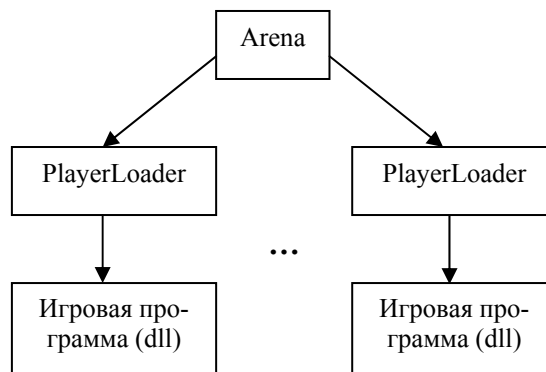 Arena
PlayerLoader
PlayerLoader
...
Игровая про-
грамма (dll)
Игровая про-
грамма (dll)